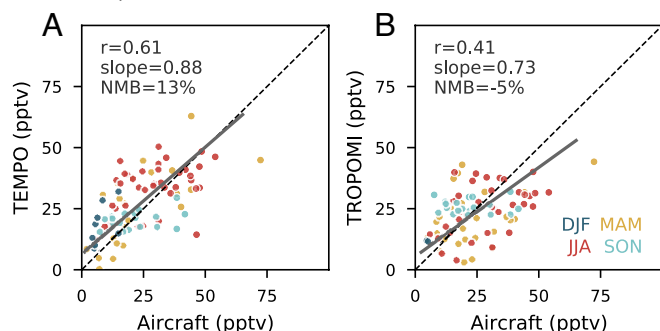 A
r=0.61
slope=0.88
NMB=13%
TEMPO (pptv)
75
50
25
0
0 25 50 75
Aircraft (pptv)
B
r=0.41
slope=0.73
NMB=-5%
TROPOMI (pptv)
75
50
25
0
DJF MAM
JJA SON
0 25 50 75
Aircraft (pptv)